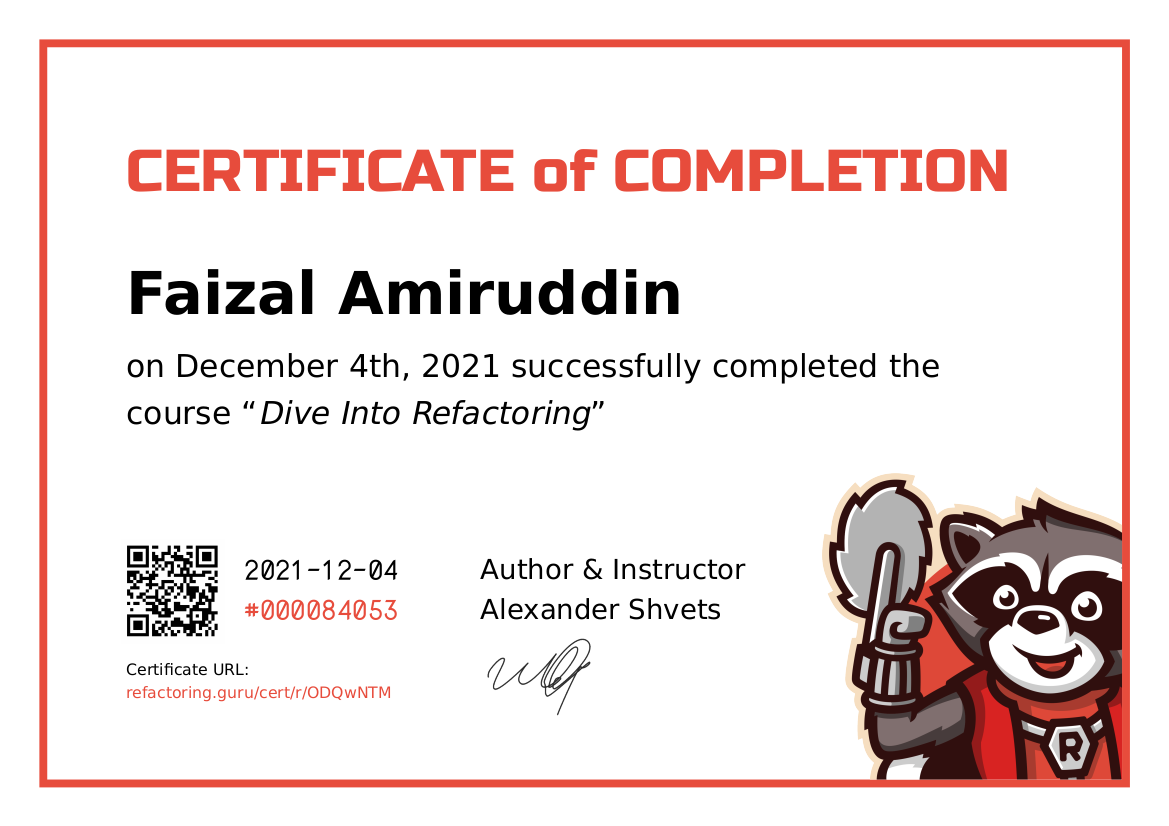 CERTIFICATE of COMPLETION
Faizal Amiruddin
on December 4th, 2021 successfully completed the
course “Dive Into Refactoring”
2021-12-04
#000084053
Certificate URL:
refactoring.guru/cert/r/ODQwNTM
Author & Instructor
Alexander Shvets
R